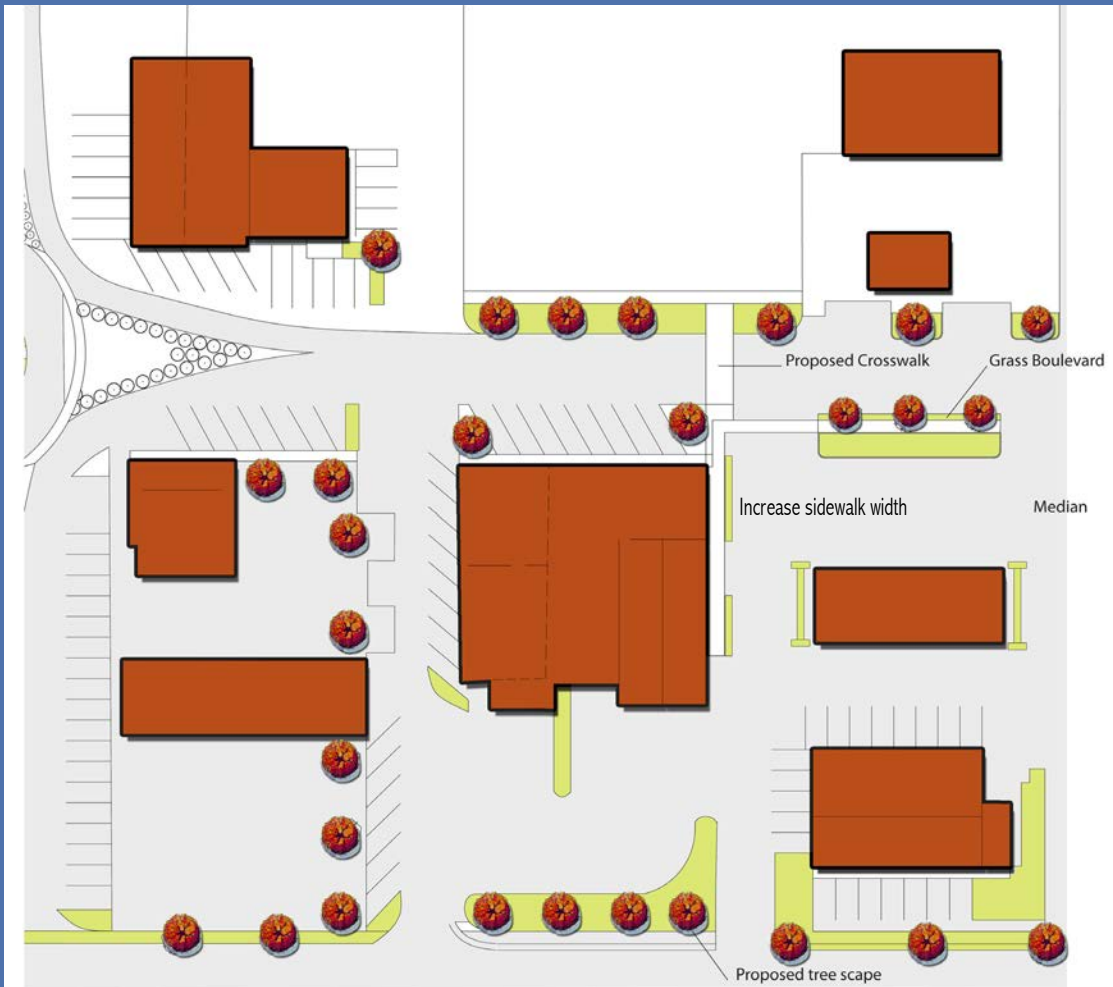 Proposed Crosswalk
Grass Boulevard
Increase sidewalk width
Median
Proposed tree scape